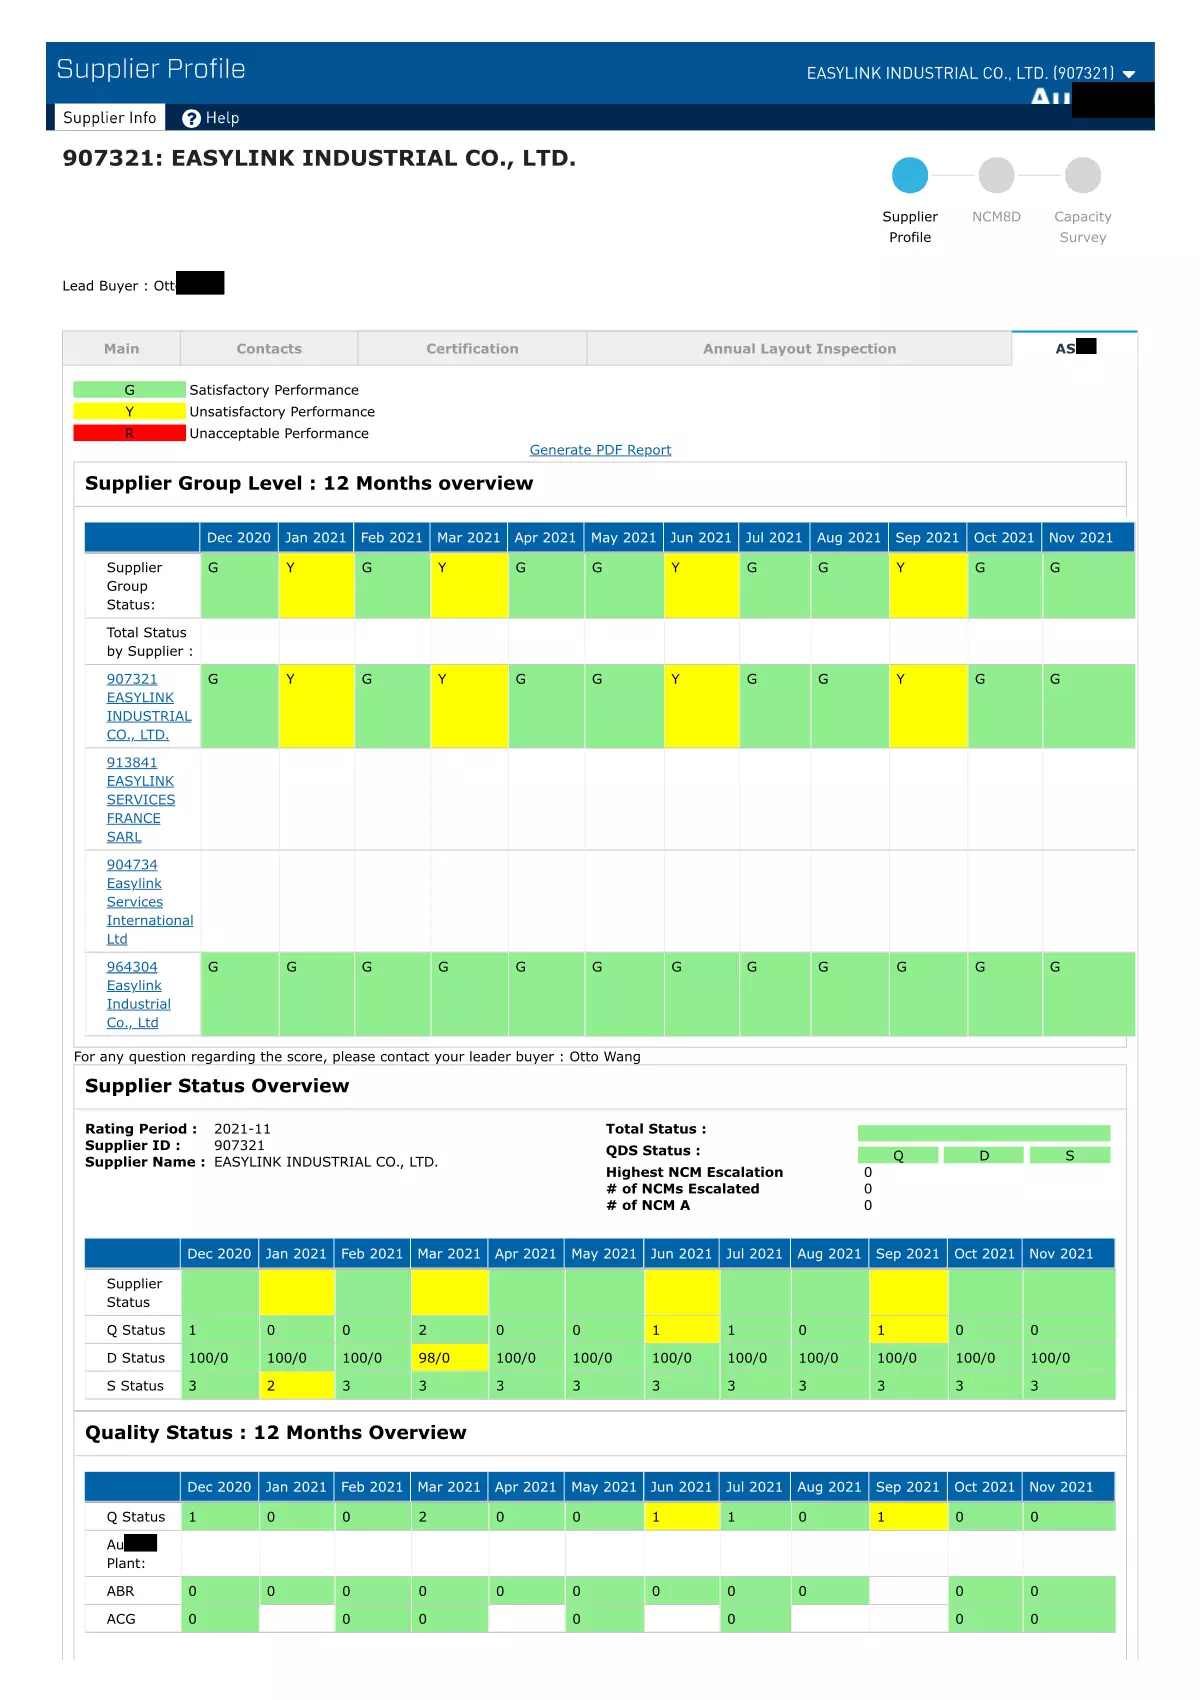 Supplier Profile
EASYLINK INDUSTRIAL CO., LTD. (907321)
Au
Supplier Info
? Help
907321: EASYLINK INDUSTRIAL CO., LTD.
Supplier Profile
NCM8D
Capacity Survey
Lead Buyer : Ott
Main Contacts Certification Annual Layout Inspection AS
G Satisfactory Performance
Y Unsatisfactory Performance
R Unacceptable Performance
Generate PDF Report
Supplier Group Level : 12 Months overview
Dec 2020 Jan 2021 Feb 2021 Mar 2021 Apr 2021 May 2021 Jun 2021 Jul 2021 Aug 2021 Sep 2021 Oct 2021 Nov 2021
Supplier Group Status: G Y G Y G G Y G G Y G G
Total Status by Supplier :
907321 EASYLINK INDUSTRIAL CO., LTD. G Y G Y G G Y G G Y G G
913841 EASYLINK SERVICES FRANCE SARL
904734 Easylink Services International Ltd
964304 Easylink Industrial Co., Ltd G G G G G G G G G G G G
For any question regarding the score, please contact your leader buyer : Otto Wang
Supplier Status Overview
Rating Period : 2021-11
Supplier ID : 907321
Supplier Name : EASYLINK INDUSTRIAL CO., LTD.
Total Status :
QDS Status : Q D S
Highest NCM Escalation 0
# of NCMs Escalated 0
# of NCM A 0
Dec 2020 Jan 2021 Feb 2021 Mar 2021 Apr 2021 May 2021 Jun 2021 Jul 2021 Aug 2021 Sep 2021 Oct 2021 Nov 2021
Supplier Status
Q Status 1 0 0 2 0 0 1 1 0 1 0 0
D Status 100/0 100/0 100/0 98/0 100/0 100/0 100/0 100/0 100/0 100/0 100/0 100/0
S Status 3 2 3 3 3 3 3 3 3 3 3 3
Quality Status : 12 Months Overview
Dec 2020 Jan 2021 Feb 2021 Mar 2021 Apr 2021 May 2021 Jun 2021 Jul 2021 Aug 2021 Sep 2021 Oct 2021 Nov 2021
Q Status 1 0 0 2 0 0 1 1 0 1 0 0
Au
Plant:
ABR 0 0 0 0 0 0 0 0 0 0 0
ACG 0 0 0 0 0 0 0